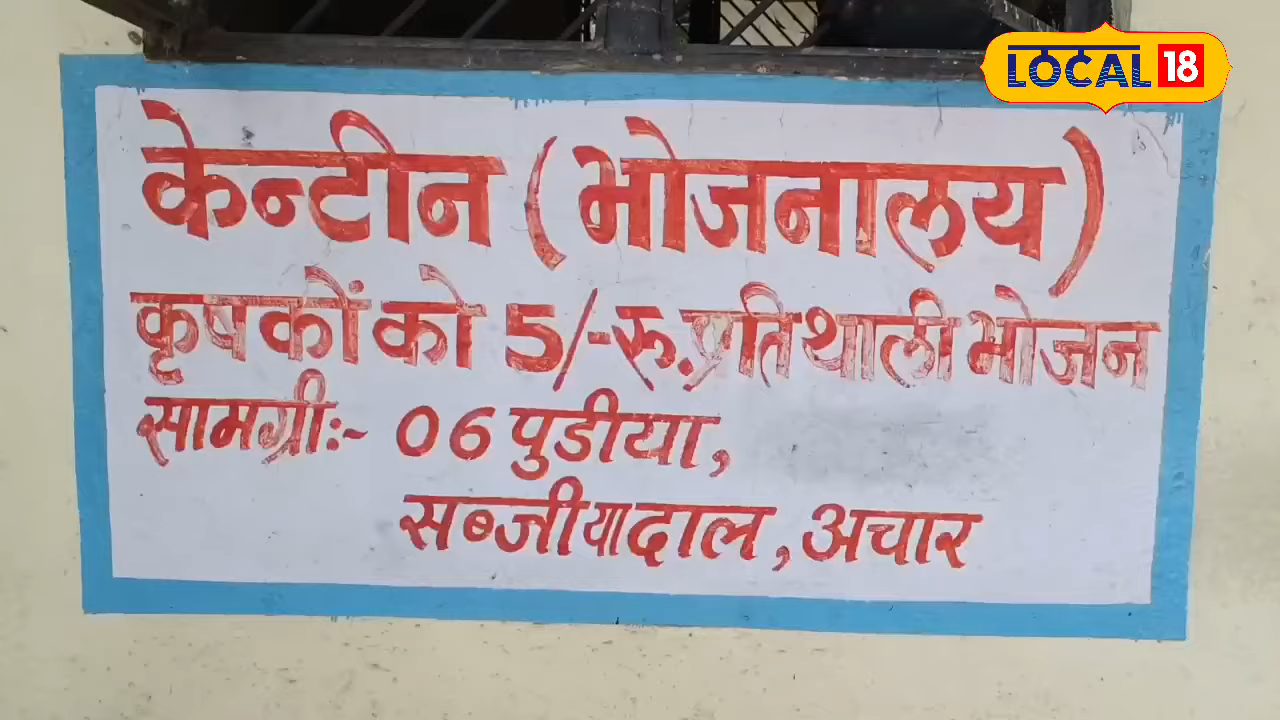 LOCAL 18
केन्टीन (भोजनालय)
कृषकों को 5/-रू. प्रति थाली भोजन
सामग्री:- 06 पुडीया,
सब्जी या दाल, अचार